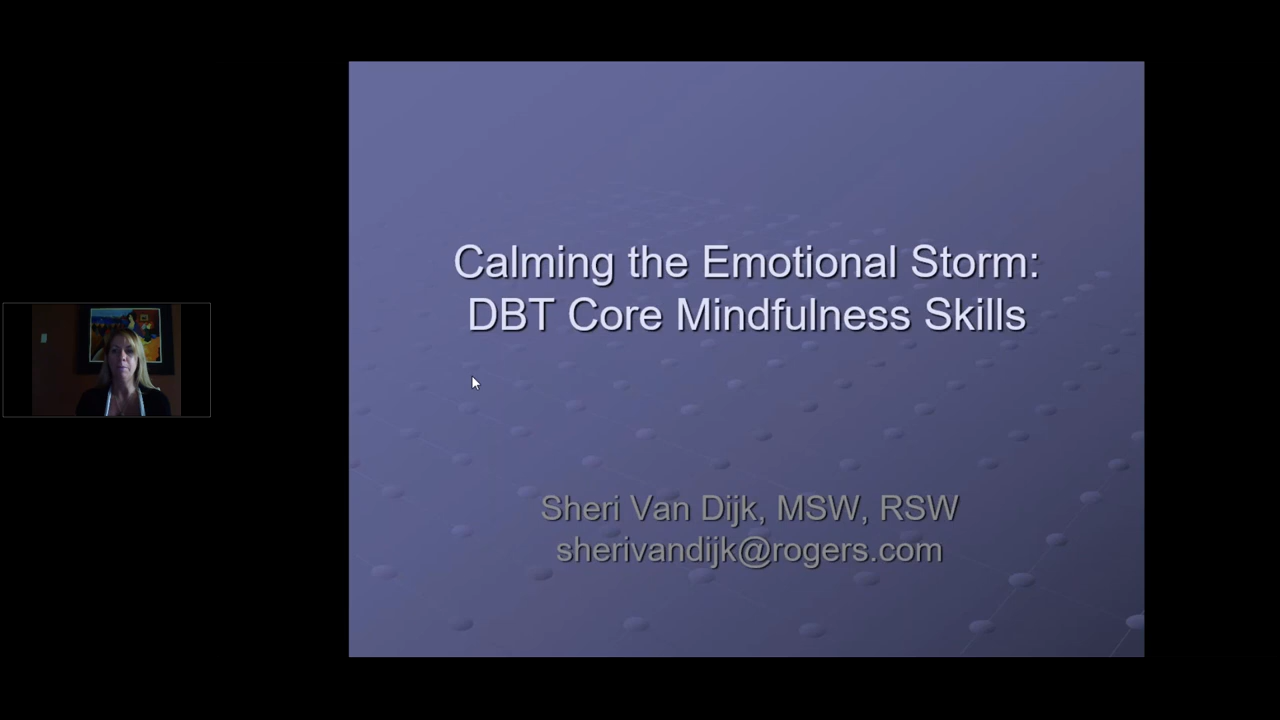 Calming the Emotional Storm:
DBT Core Mindfulness Skills
Sheri Van Dijk, MSW, RSW
sherivandijk@rogers.com